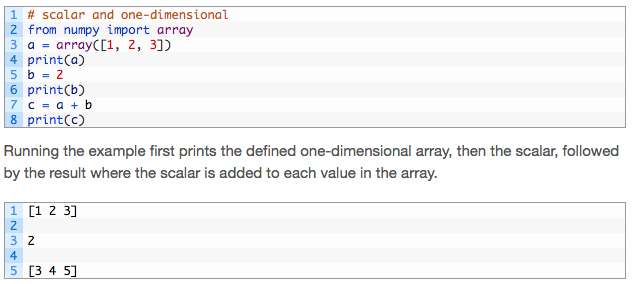 1 # scalar and one-dimensional
2 from numpy import array
3 a = array([1, 2, 3])
4 print(a)
5 b = 2
6 print(b)
7 c = a + b
8 print(c)
Running the example first prints the defined one-dimensional array, then the scalar, followed
by the result where the scalar is added to each value in the array.
1 [1 2 3]
2
3 2
4
5 [3 4 5]